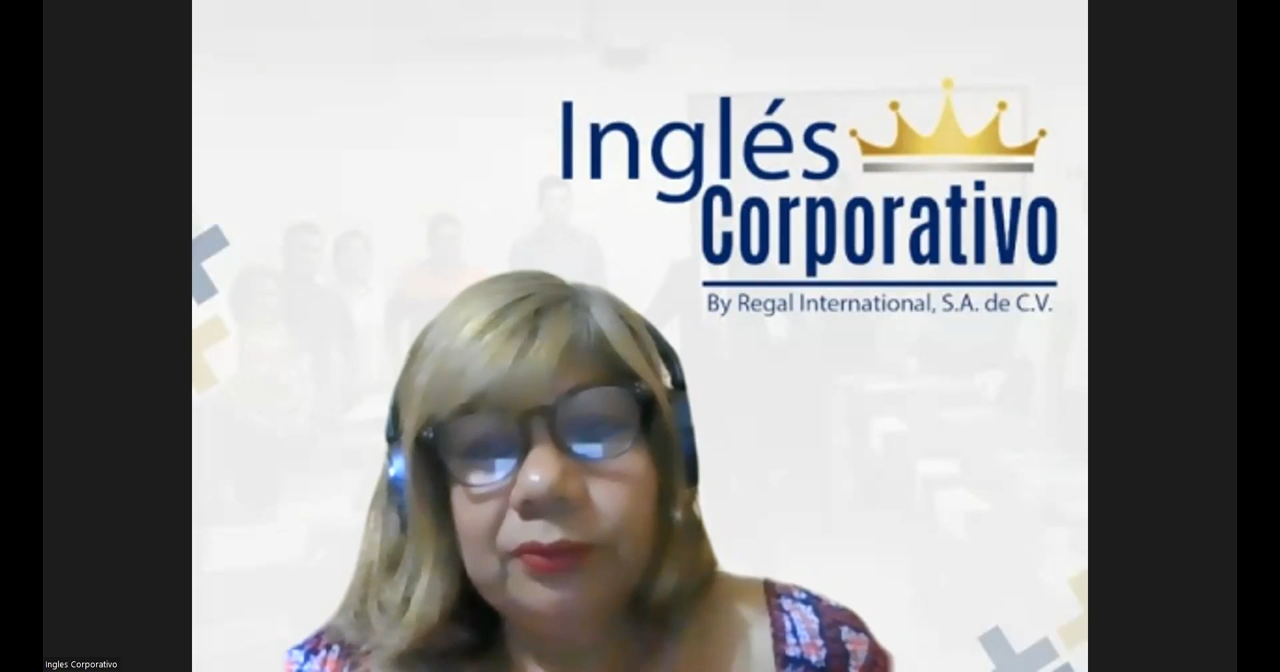 Inglés
Corporativo
By Regal International, S.A. de C.V.
Ingles Corporativo